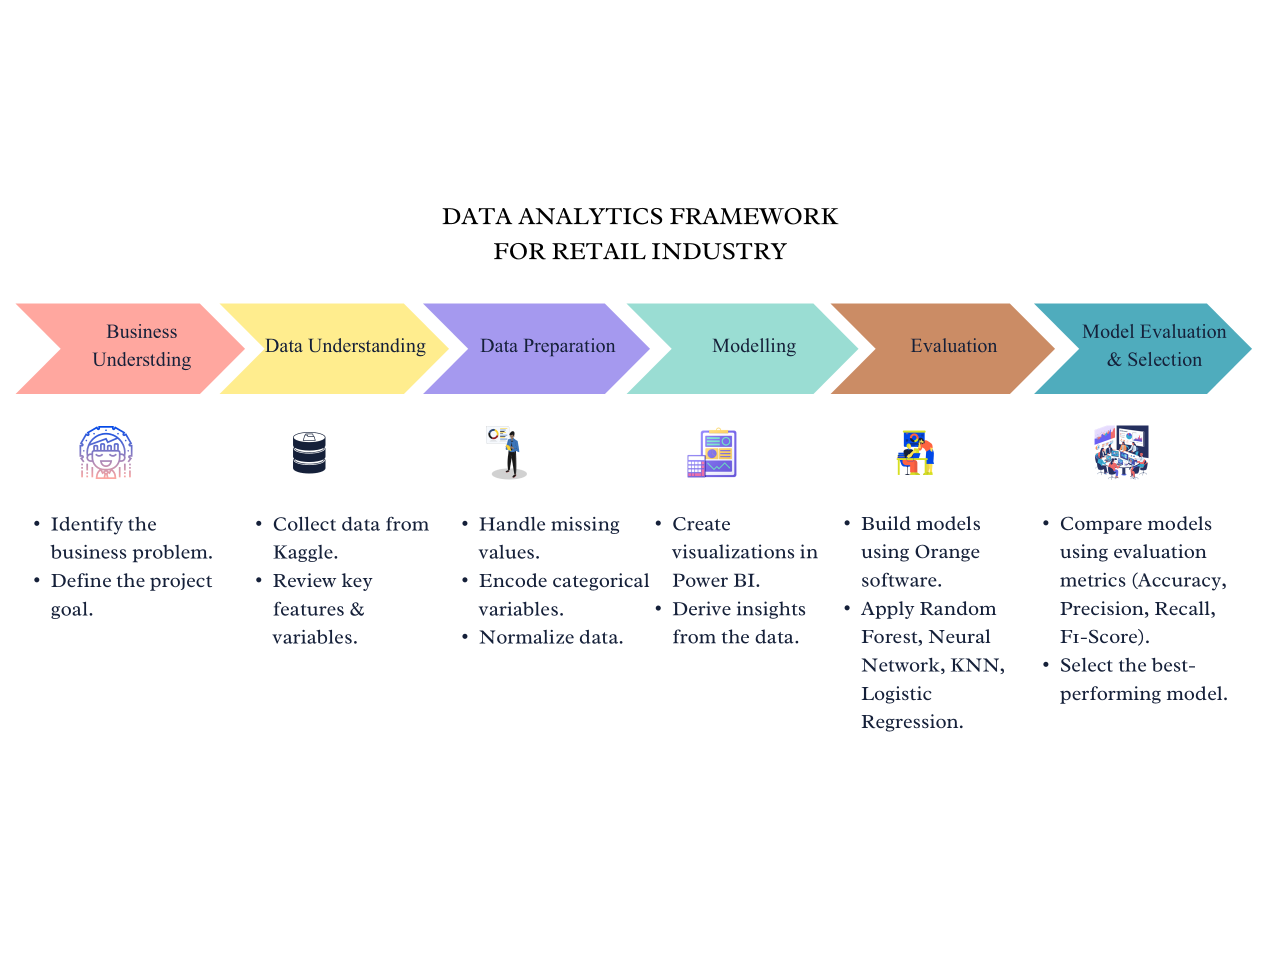 DATA ANALYTICS FRAMEWORK
FOR RETAIL INDUSTRY
Business
Understding
Data Understanding
Data Preparation
Modelling
Evaluation
Model Evaluation
& Selection
• Identify the
business problem.
• Define the project
goal.
• Collect data from
Kaggle.
• Review key
features &
variables.
• Handle missing
values.
• Encode categorical
variables.
• Normalize data.
• Create
visualizations in
Power BI.
• Derive insights
from the data.
• Build models
using Orange
software.
• Apply Random
Forest, Neural
Network, KNN,
Logistic
Regression.
• Compare models
using evaluation
metrics (Accuracy,
Precision, Recall,
F1-Score).
• Select the best-
performing model.